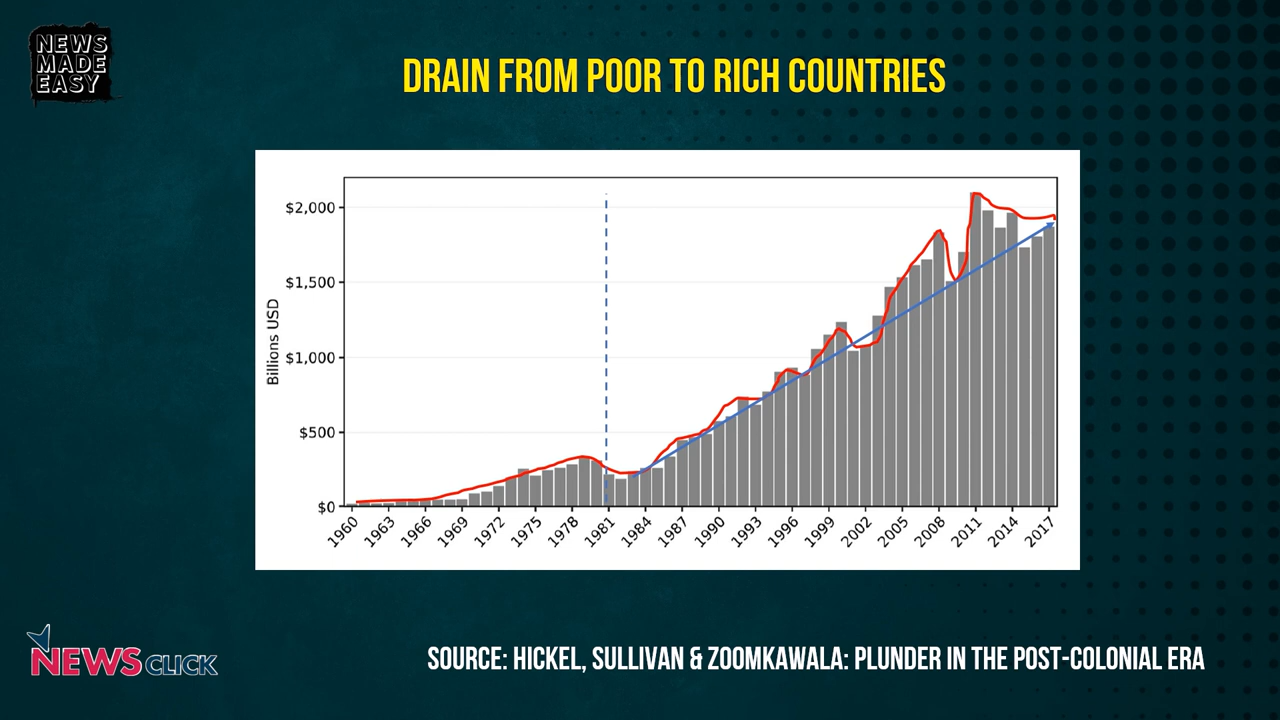 NEWS
MADE
EASY
DRAIN FROM POOR TO RICH COUNTRIES
Billions USD
$2,000
$1,500
$1,000
$500
$0
1960 1963 1966 1969 1972 1975 1978 1981 1984 1987 1990 1993 1996 1999 2002 2005 2008 2011 2014 2017
NEWSCLICK
SOURCE: HICKEL, SULLIVAN & ZOOMKAWALA: PLUNDER IN THE POST-COLONIAL ERA